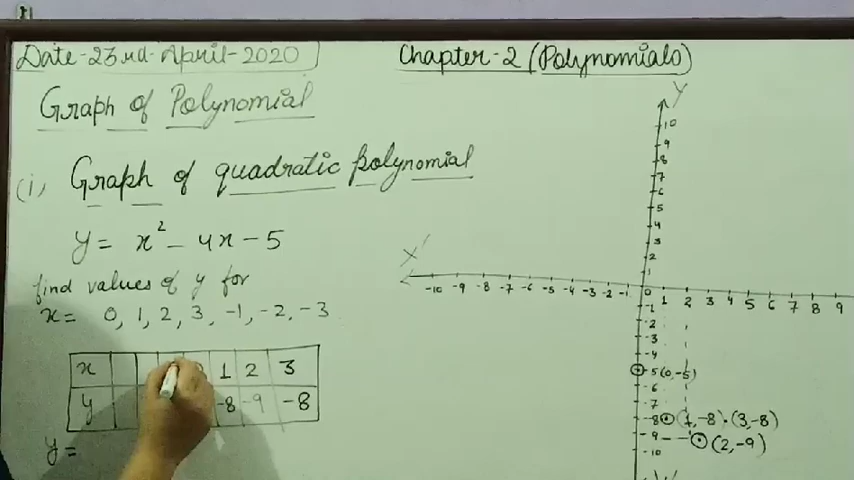 Date-23rd-April-2020
Chapter-2 (Polynomials)
Graph of Polynomial
(i) Graph of quadratic polynomial
y = x² - 4x - 5
find values of y for
x = 0, 1, 2, 3, -1, -2, -3
x 1 2 3
y -8 -9 -8
y =
Y
10
9
8
7
6
5
4
3
2
1
X'
-10 -9 -8 -7 -6 -5 -4 -3 -2 -1 0 1 2 3 4 5 6 7 8 9
-1
-2
-3
-4
-5 (0,-5)
-6
-7
-8 (1,-8) (3,-8)
-9 (2,-9)
-10